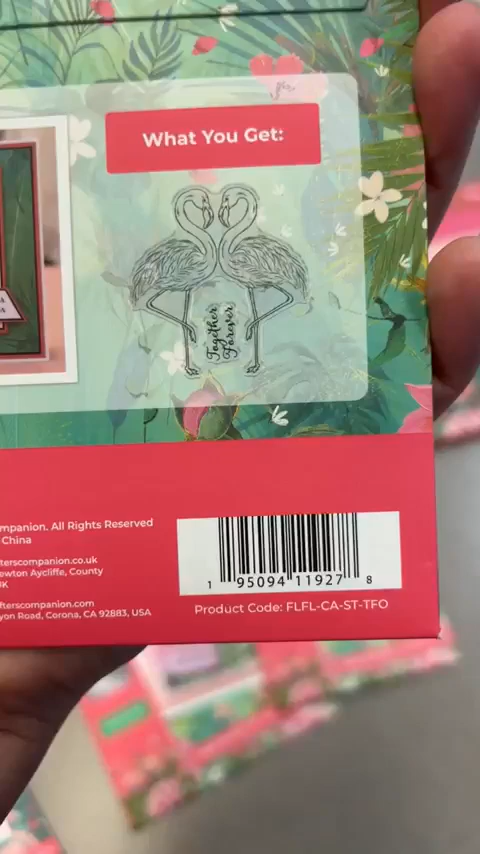 What You Get:
Together
Forever
mpanion. All Rights Reserved
China
terscompanion.co.uk
ewton Aycliffe, County
UK
fterscompanion.com
yon Road, Corona, CA 92883, USA
1 95094 11927 8
Product Code: FLFL-CA-ST-TFO